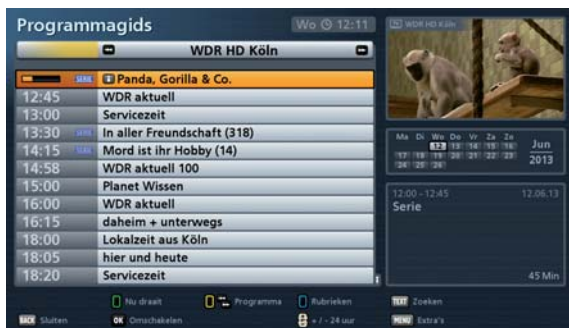 Programmagids
Wo 12:11
WDR HD Köln
WDR HD Köln
SERIE Panda, Gorilla & Co.
12:45 WDR aktuell
13:00 Servicezeit
13:30 SERIE In aller Freundschaft (318)
14:15 SERIE Mord ist ihr Hobby (14)
14:58 WDR aktuell 100
15:00 Planet Wissen
16:00 WDR aktuell
16:15 daheim + unterwegs
18:00 Lokalzeit aus Köln
18:05 hier und heute
18:20 Servicezeit
Ma Di Wo Do Vr Za Zo
12 13 14 15 16
17 18 19 20 21 22 23
24 25 26
Jun
2013
12:00 - 12:45 12.06.13
Serie
45 Min
Nu draait Programma Rubrieken TEXT Zoeken
BACK Sluiten OK Omschakelen + / - 24 uur MENU Extra's